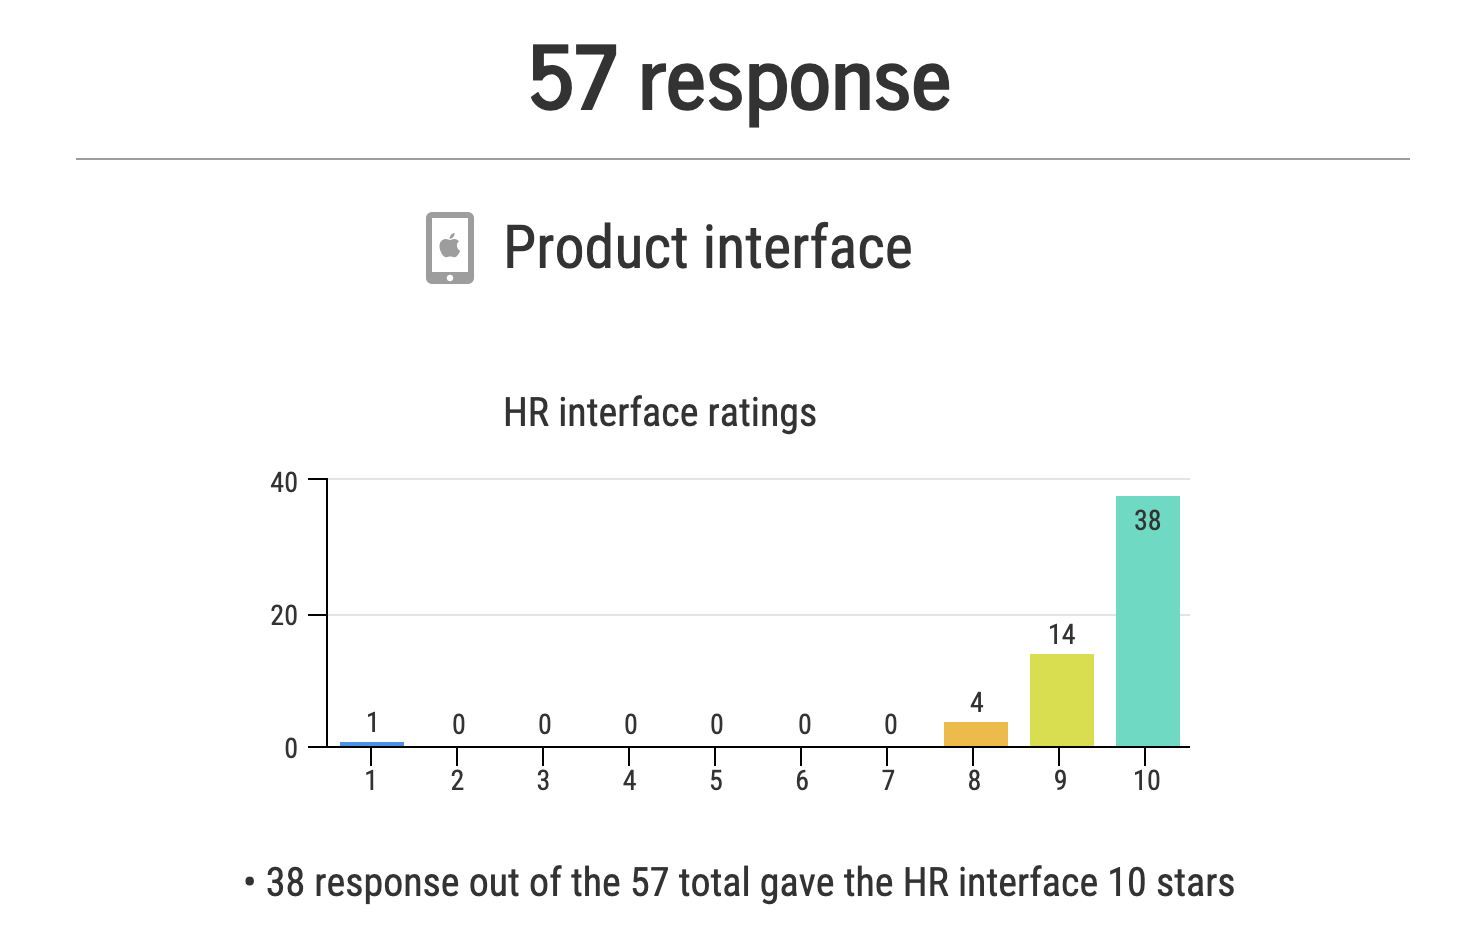 57 response
Product interface
HR interface ratings
40
20
0
1
0
0
0
0
0
0
4
14
38
1 2 3 4 5 6 7 8 9 10
• 38 response out of the 57 total gave the HR interface 10 stars